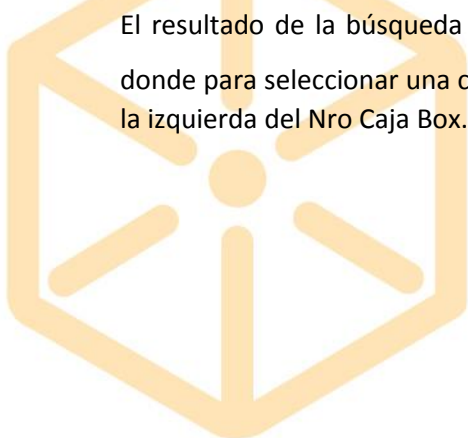 El resultado de la búsqueda
donde para seleccionar una
la izquierda del Nro Caja Box.